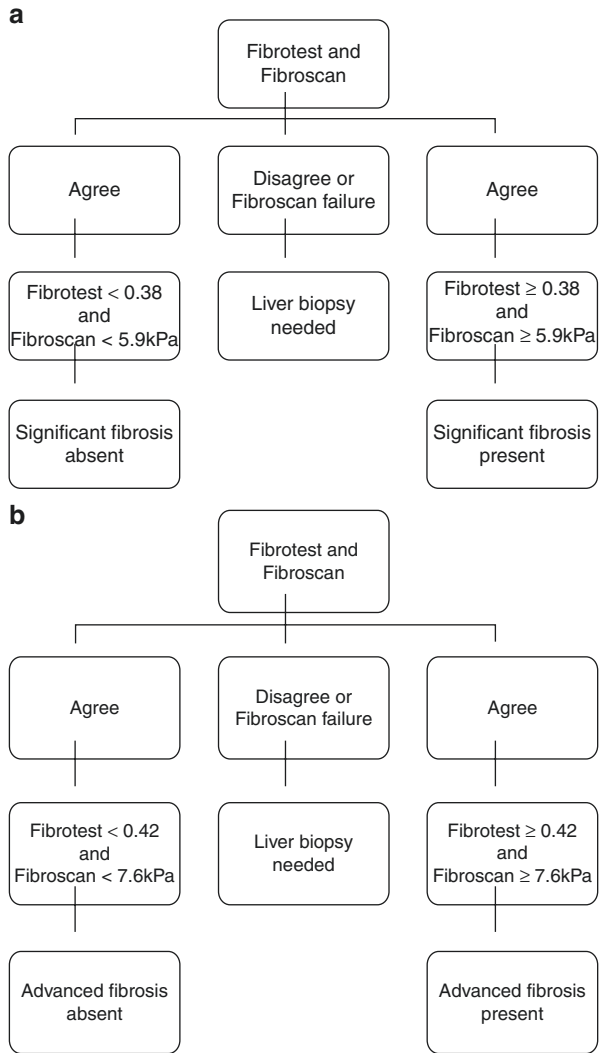 a
Fibrotest and
Fibroscan
Agree
Disagree or
Fibroscan failure
Agree
Fibrotest < 0.38
and
Fibroscan < 5.9kPa
Liver biopsy
needed
Fibrotest ≥ 0.38
and
Fibroscan ≥ 5.9kPa
Significant fibrosis
absent
Significant fibrosis
present
b
Fibrotest and
Fibroscan
Agree
Disagree or
Fibroscan failure
Agree
Fibrotest < 0.42
and
Fibroscan < 7.6kPa
Liver biopsy
needed
Fibrotest ≥ 0.42
and
Fibroscan ≥ 7.6kPa
Advanced fibrosis
absent
Advanced fibrosis
present